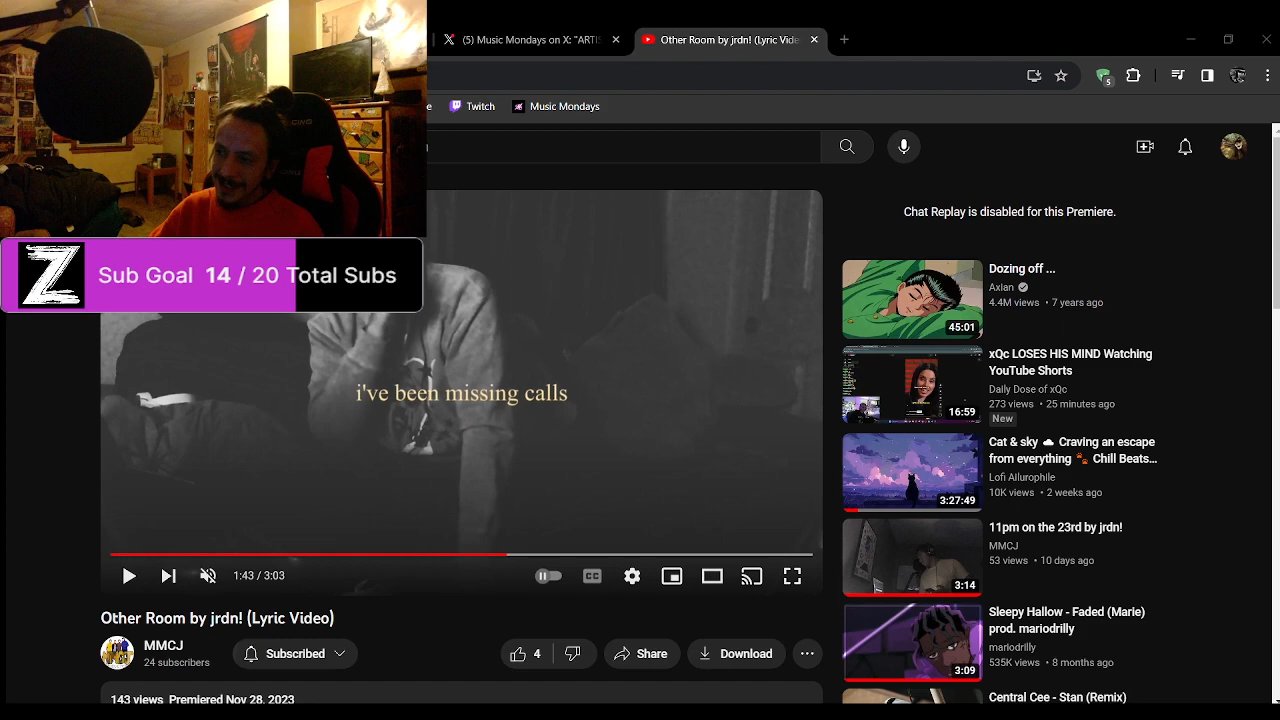 (5) Music Mondays on X: "ARTIS
Other Room by jrdn! (Lyric Vide
5
e
Twitch
Music Mondays
Chat Replay is disabled for this Premiere.
Z Sub Goal 14 / 20 Total Subs
i've been missing calls
1:43 / 3:03
CC
Other Room by jrdn! (Lyric Video)
MMCJ
24 subscribers
Subscribed
4
Share
Download
143 views Premiered Nov 28, 2023
Dozing off ...
Axian
4.4M views • 7 years ago
45:01
xQc LOSES HIS MIND Watching
YouTube Shorts
Daily Dose of xQc
273 views • 25 minutes ago
New
16:59
Cat & sky ☁️ Craving an escape
from everything 🐾 Chill Beats...
Lofi Ailurophile
10K views • 2 weeks ago
3:27:49
11pm on the 23rd by jrdn!
MMCJ
53 views • 10 days ago
3:14
Sleepy Hallow - Faded (Marie)
prod. mariodrilly
mariodrilly
535K views • 8 months ago
3:09
Central Cee - Stan (Remix)